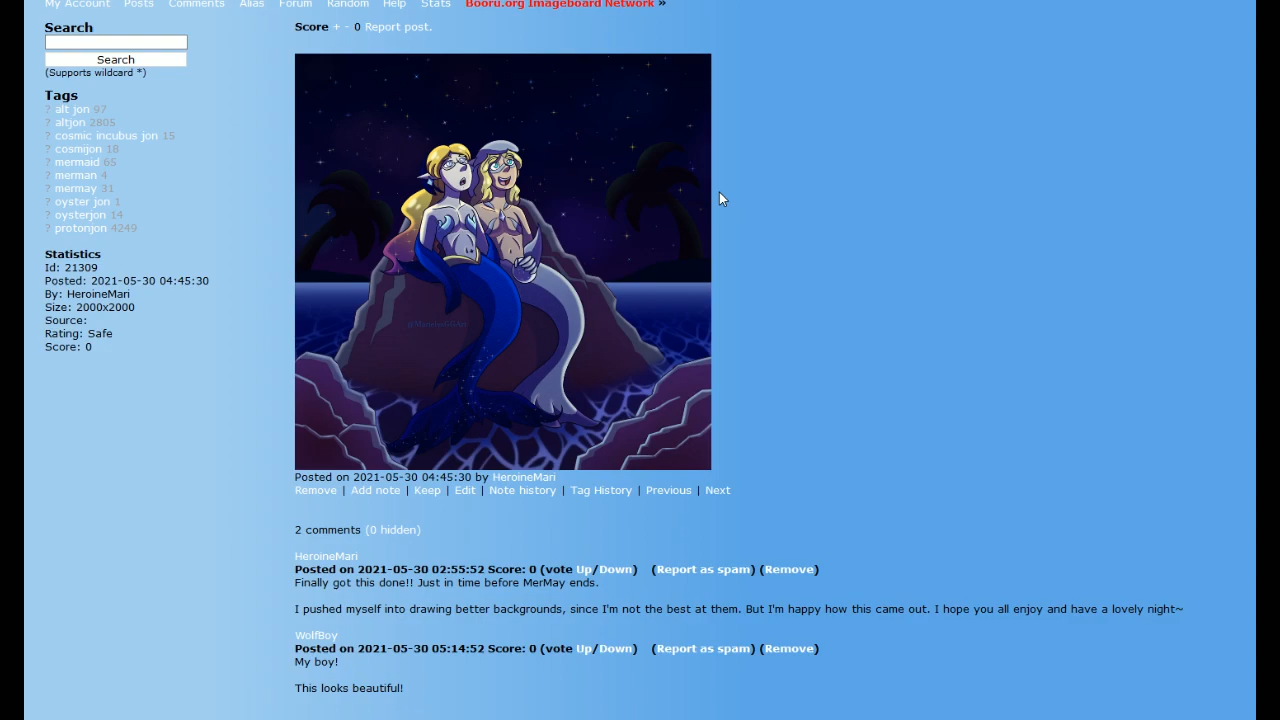 My Account Posts Comments Alias Forum Random Help Stats Booru.org Imageboard Network »
Search
Search
(Supports wildcard *)
Tags
? alt jon 97
? altjon 2805
? cosmic incubus jon 15
? cosmijon 18
? mermaid 65
? merman 4
? mermay 31
? oyster jon 1
? oysterjon 14
? protonjon 4249
Statistics
Id: 21309
Posted: 2021-05-30 04:45:30
By: HeroineMari
Size: 2000x2000
Source:
Rating: Safe
Score: 0
Score + - 0 Report post.
Posted on 2021-05-30 04:45:30 by HeroineMari
Remove | Add note | Keep | Edit | Note history | Tag History | Previous | Next
2 comments (0 hidden)
HeroineMari
Posted on 2021-05-30 02:55:52 Score: 0 (vote Up/Down) (Report as spam) (Remove)
Finally got this done!! Just in time before MerMay ends.
I pushed myself into drawing better backgrounds, since I'm not the best at them. But I'm happy how this came out. I hope you all enjoy and have a lovely night~
WolfBoy
Posted on 2021-05-30 05:14:52 Score: 0 (vote Up/Down) (Report as spam) (Remove)
My boy!
This looks beautiful!